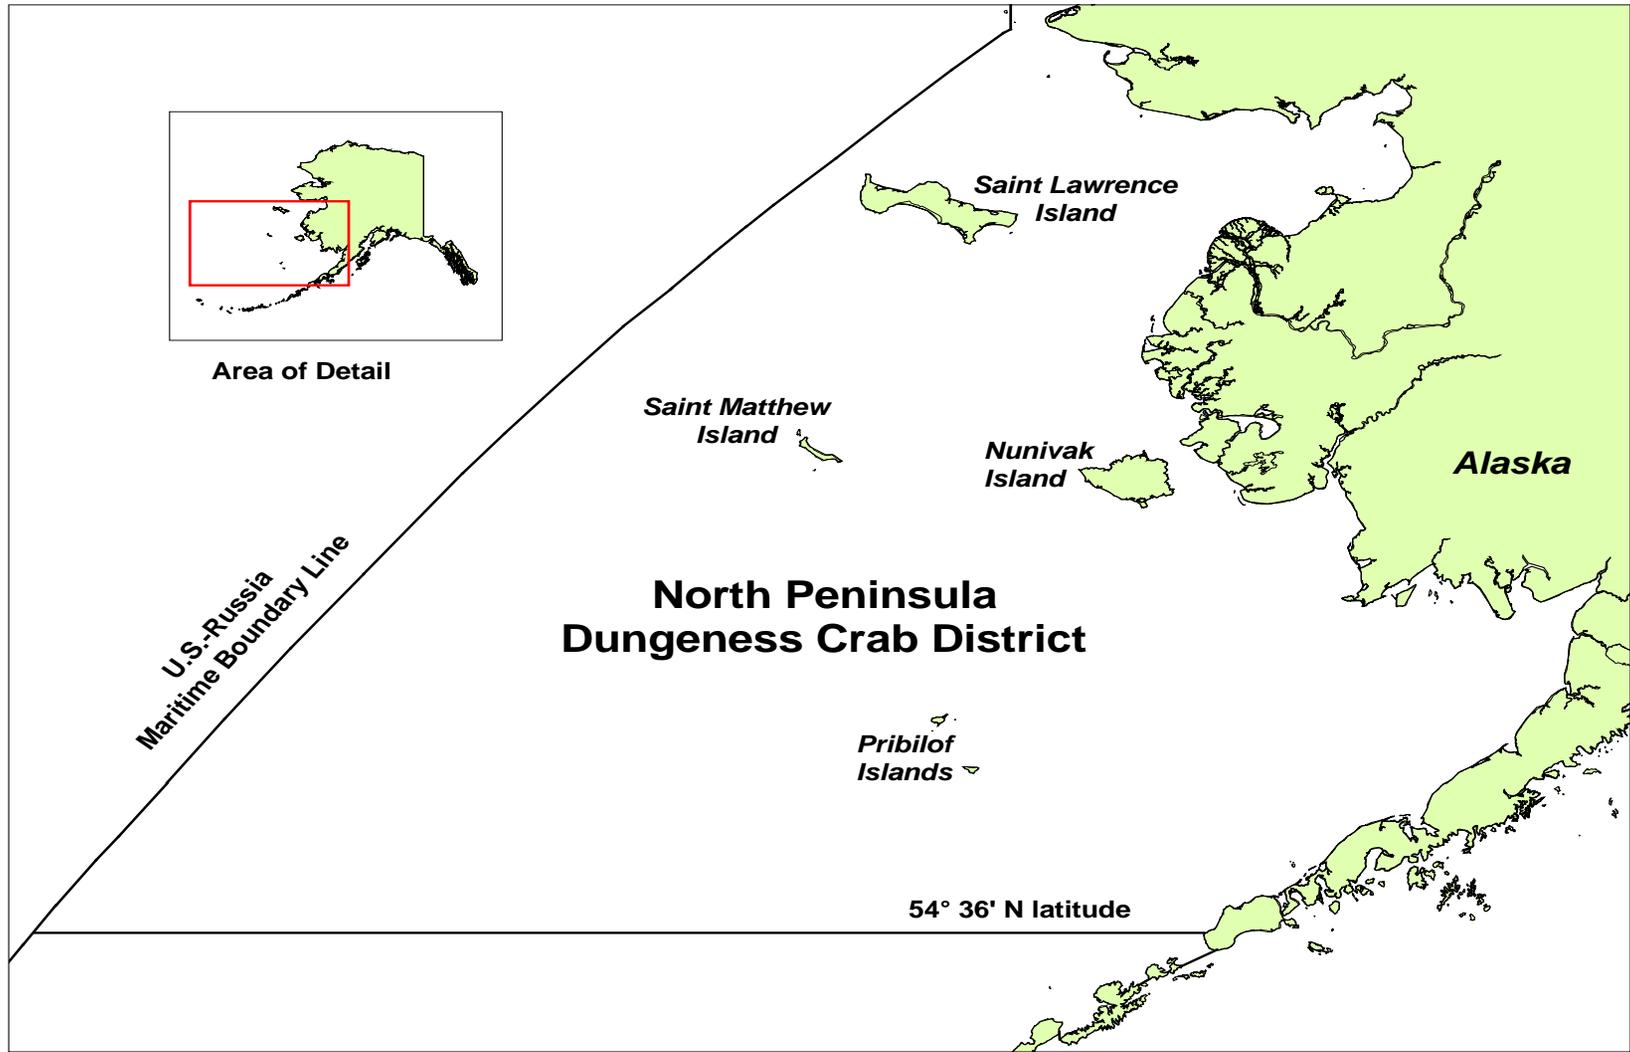 Saint Lawrence
Island
Area of Detail
Saint Matthew
Island
Nunivak
Island
Alaska
U.S.-Russia
Maritime Boundary Line
North Peninsula
Dungeness Crab District
Pribilof
Islands
54° 36' N latitude